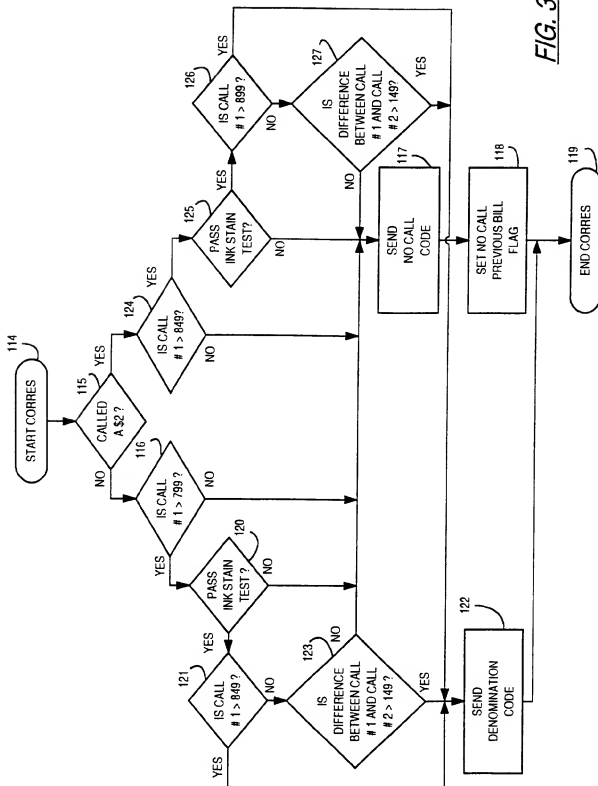 START CORRES
114
115
CALLED
A $2?
YES
NO
116
IS CALL
# 1 > 799 ?
NO
YES
124
IS CALL
# 1 > 849?
YES
NO
120
PASS
INK STAIN
TEST ?
NO
YES
125
PASS
INK STAIN
TEST?
YES
NO
121
IS CALL
# 1 > 849 ?
YES
NO
126
IS CALL
# 1 > 899 ?
YES
NO
123
IS
DIFFERENCE
BETWEEN CALL
# 1 AND CALL
# 2 > 149 ?
NO
YES
127
IS
DIFFERENCE
BETWEEN CALL
# 1 AND CALL
# 2 > 149?
YES
NO
117
SEND
NO CALL
CODE
122
SEND
DENOMINATION
CODE
118
SET NO CALL
PREVIOUS BILL
FLAG
119
END CORRES